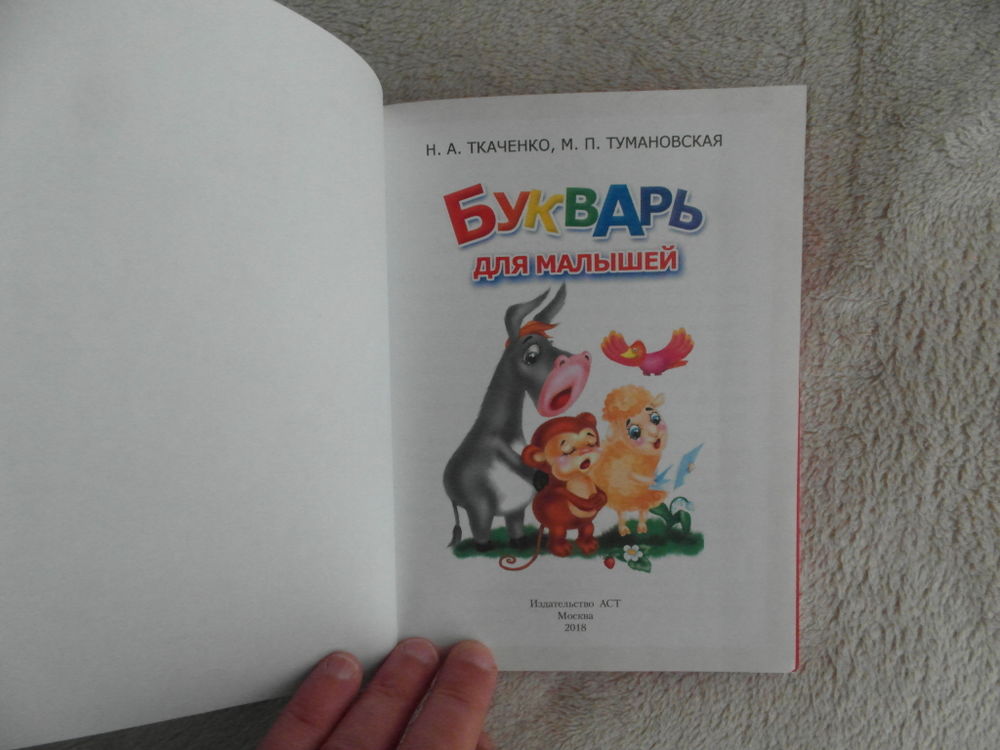 Н. А. ТКАЧЕНКО, М. П. ТУМАНОВСКАЯ
БУКВАРЬ
ДЛЯ МАЛЫШЕЙ
Издательство АСТ
Москва
2018